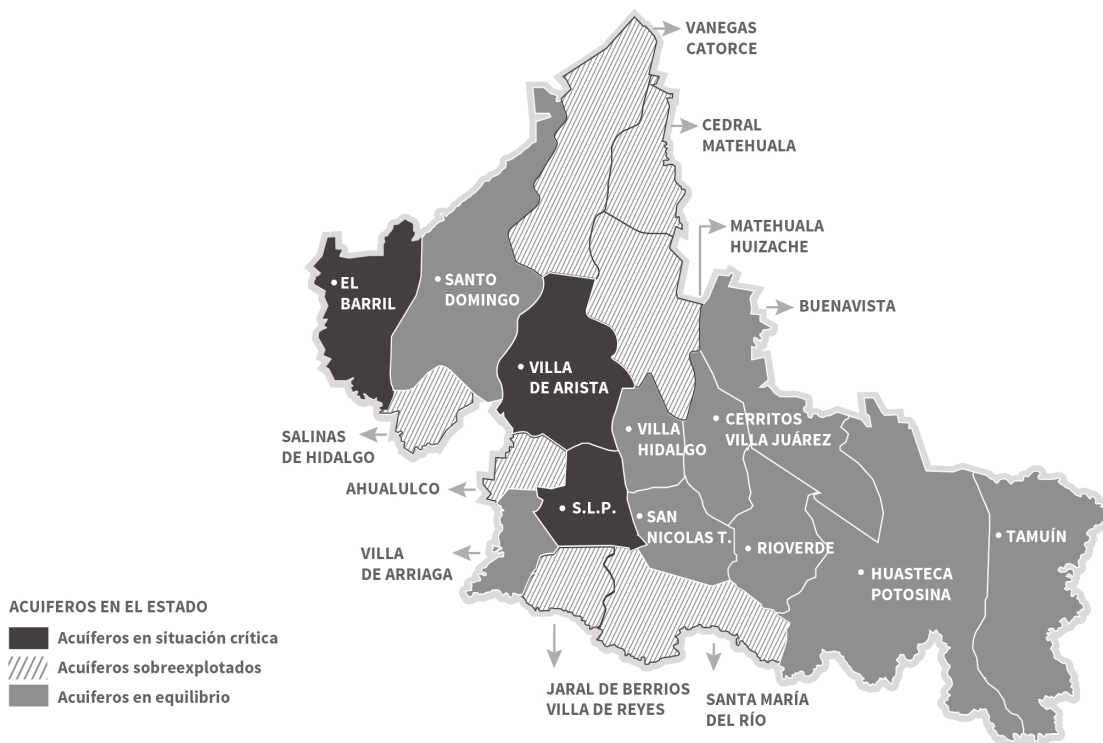 VANEGAS
CATORCE
CEDRAL
MATEHUALA
MATEHUALA
HUIZACHE
BUENAVISTA
EL
BARRIL
SANTO
DOMINGO
VILLA
DE ARISTA
CERRITOS
VILLA JUÁREZ
VILLA
HIDALGO
SALINAS
DE HIDALGO
AHUALULCO
S.L.P.
SAN
NICOLAS T.
RIOVERDE
TAMUÍN
HUASTECA
POTOSINA
VILLA
DE ARRIAGA
ACUIFEROS EN EL ESTADO
Acuíferos en situación crítica
Acuíferos sobreexplotados
Acuiferos en equilibrio
JARAL DE BERRIOS
VILLA DE REYES
SANTA MARÍA
DEL RÍO